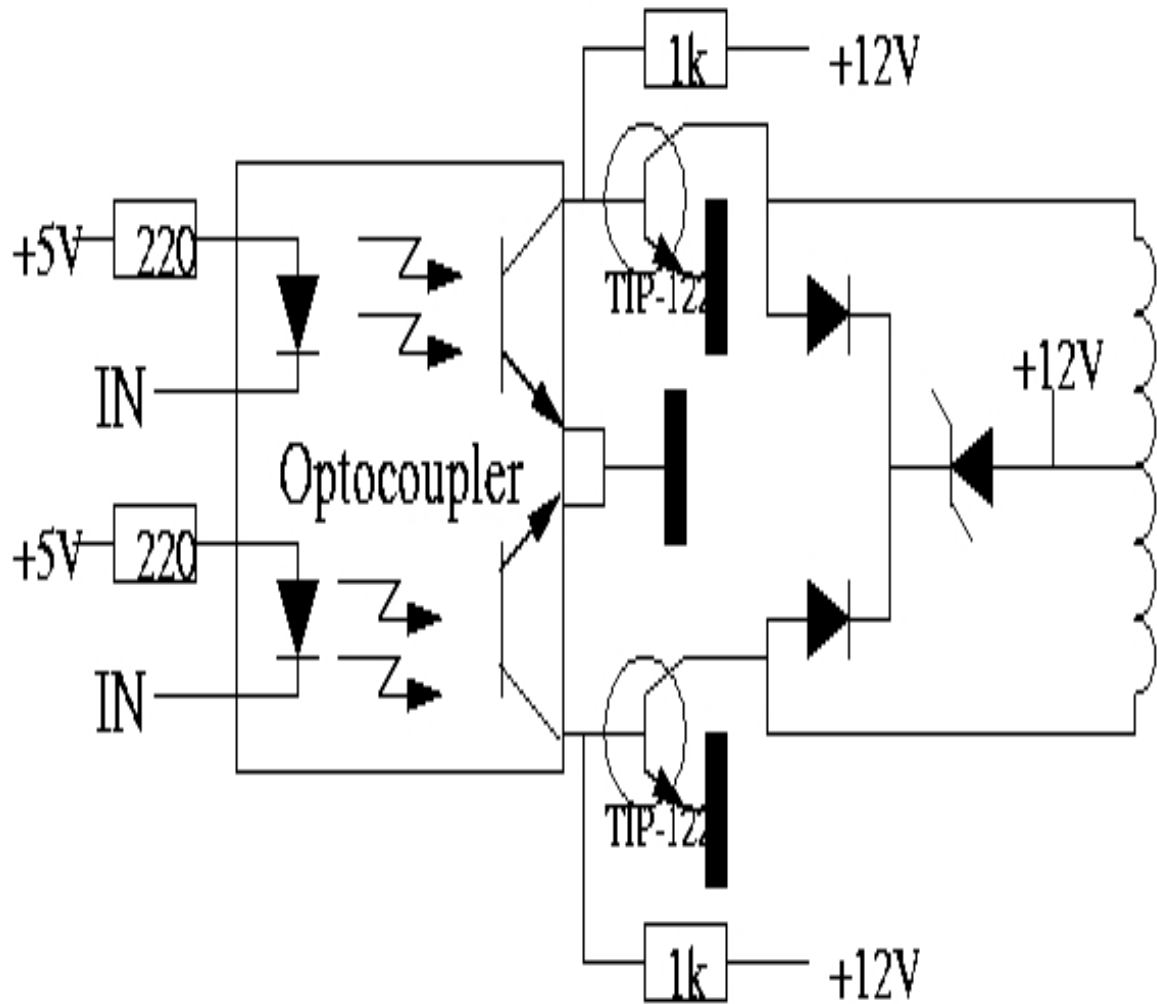 1k
+12V
+5V
220
TIP-122
IN
+12V
Optocoupler
+5V
220
IN
TIP-122
1k
+12V